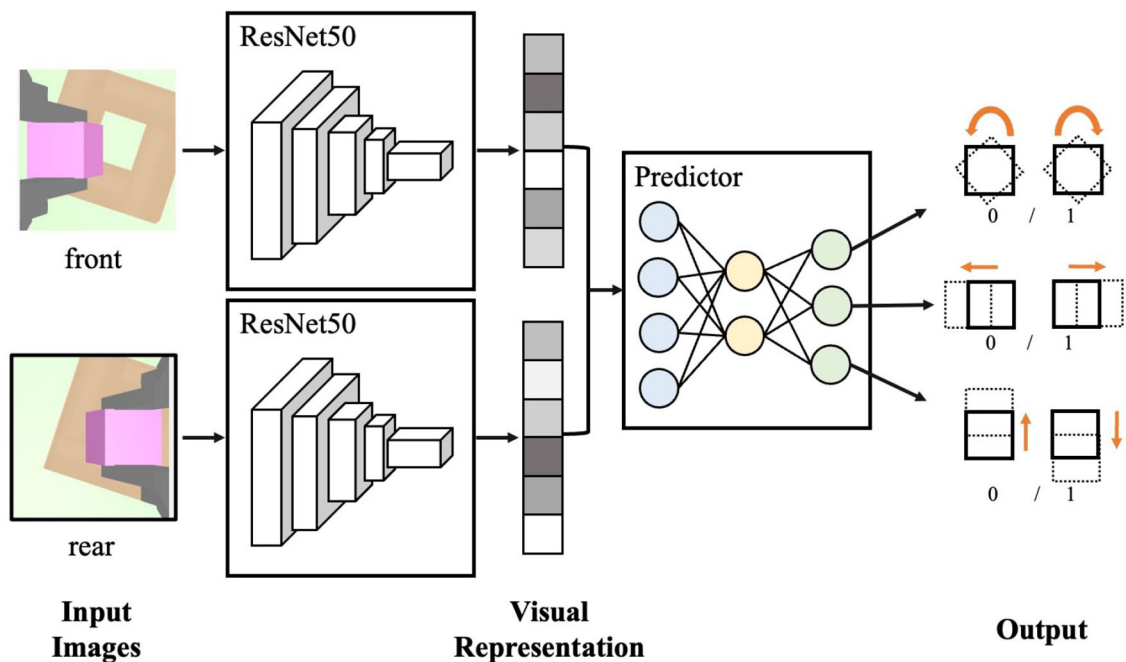 ResNet50
front
ResNet50
rear
Predictor
0 / 1
0 / 1
0 / 1
Input
Images
Visual
Representation
Output